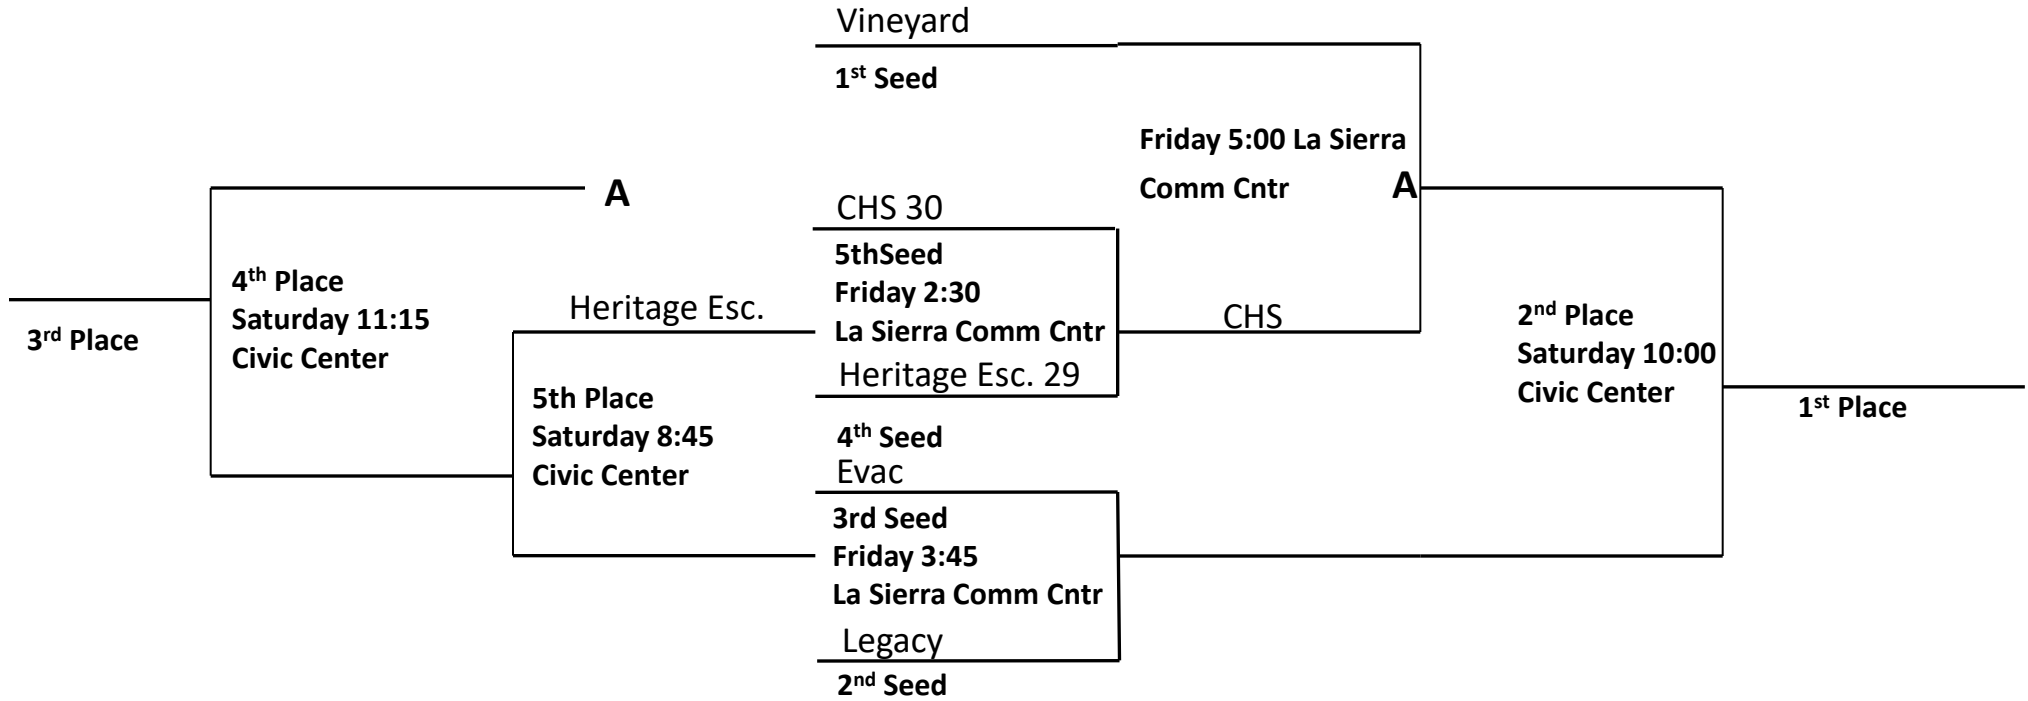 Vineyard
1st Seed
Friday 5:00 La Sierra
Comm Cntr
A
A
CHS 30
5thSeed
Friday 2:30
La Sierra Comm Cntr
Heritage Esc. 29
4th Seed
CHS
Heritage Esc.
4th Place
Saturday 11:15
Civic Center
3rd Place
5th Place
Saturday 8:45
Civic Center
2nd Place
Saturday 10:00
Civic Center
1st Place
Evac
3rd Seed
Friday 3:45
La Sierra Comm Cntr
Legacy
2nd Seed